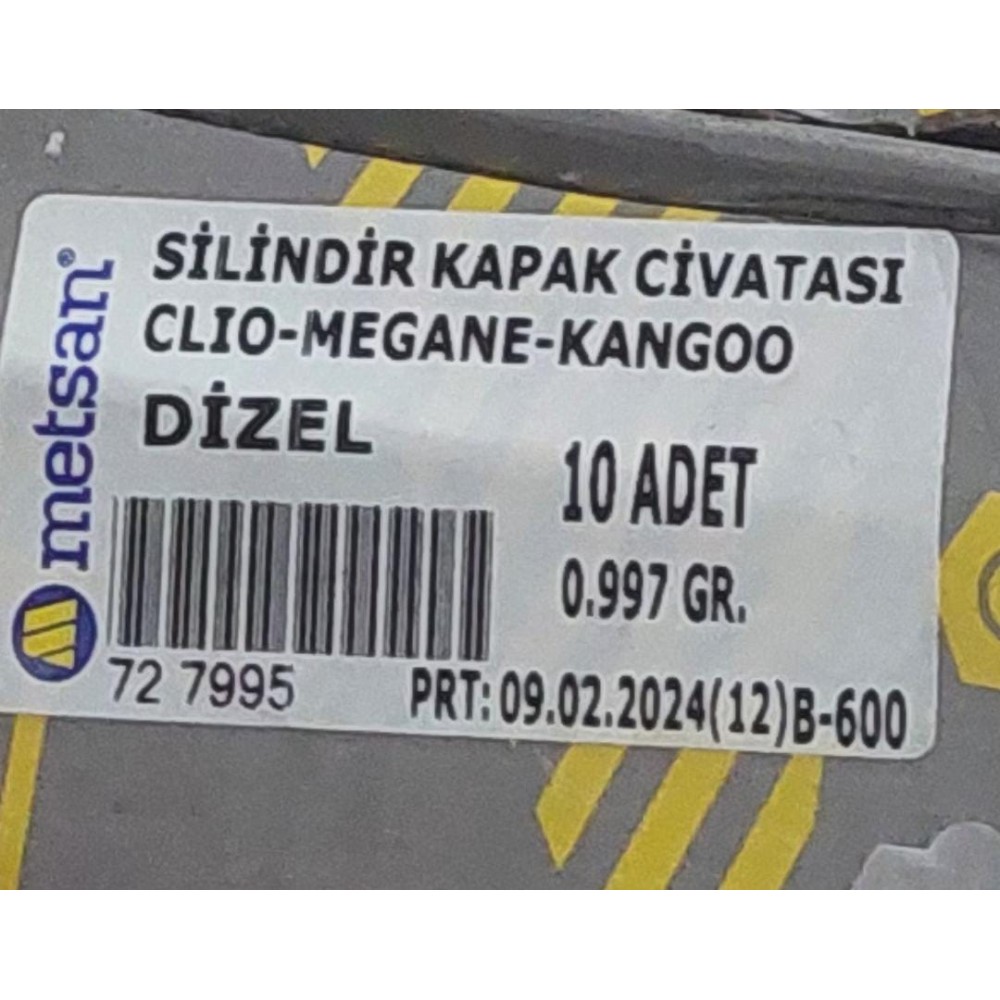 metsan®
SİLİNDİR KAPAK CİVATASI
CLIO-MEGANE-KANGOO
DİZEL
10 ADET
0.997 GR.
72 7995
PRT: 09.02.2024(12)B-600